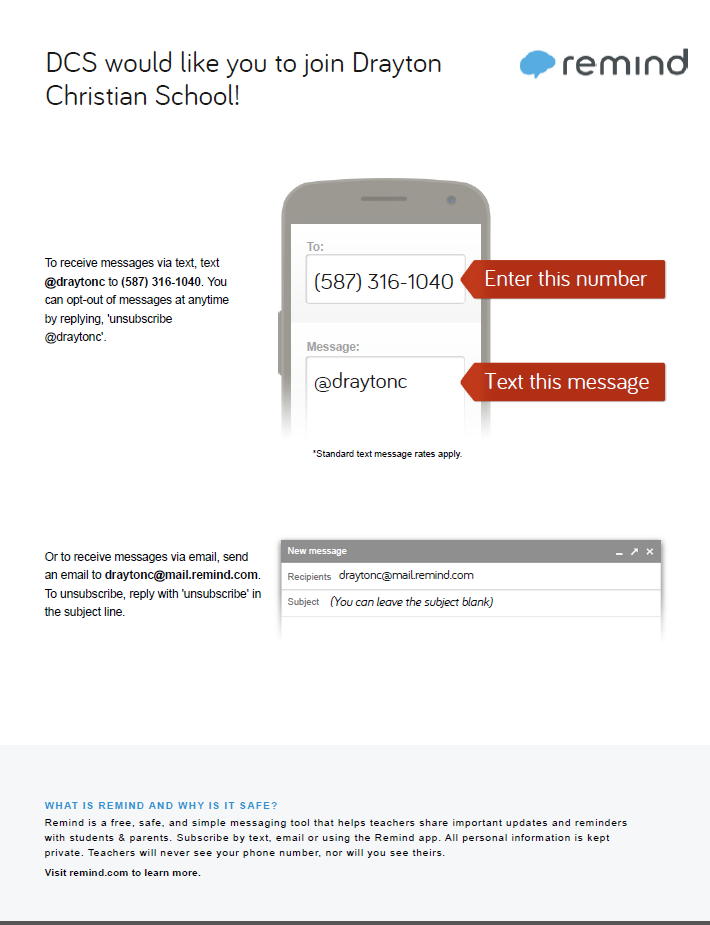 DCS would like you to join Drayton
Christian School!
remind
To receive messages via text, text
@draytonc to (587) 316-1040. You
can opt-out of messages at anytime
by replying, 'unsubscribe
@draytonc'.
To:
(587) 316-1040
Enter this number
Message:
@draytonc
Text this message
*Standard text message rates apply.
Or to receive messages via email, send
an email to draytonc@mail.remind.com.
To unsubscribe, reply with 'unsubscribe' in
the subject line.
New message
Recipients draytonc@mail.remind.com
Subject (You can leave the subject blank)
WHAT IS REMIND AND WHY IS IT SAFE?
Remind is a free, safe, and simple messaging tool that helps teachers share important updates and reminders
with students & parents. Subscribe by text, email or using the Remind app. All personal information is kept
private. Teachers will never see your phone number, nor will you see theirs.
Visit remind.com to learn more.